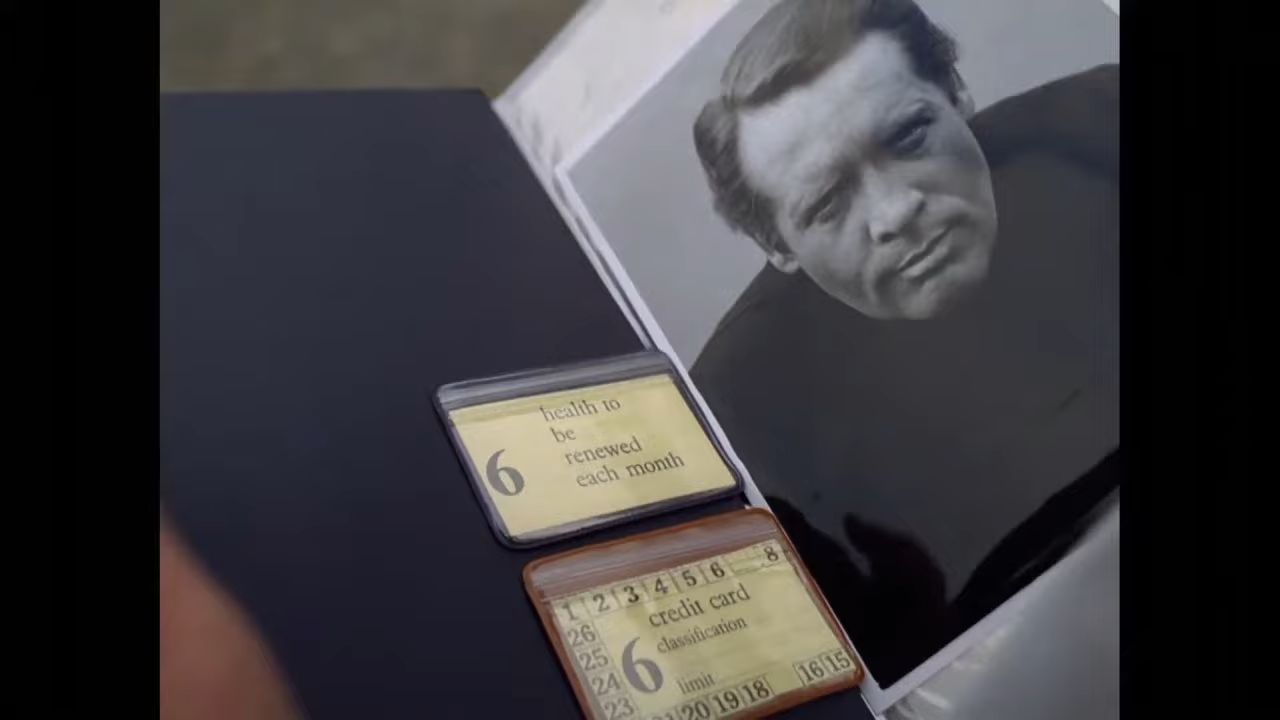 health to
be
renewed
6
each month
1 2 3 4 5 6 8
credit card
26
classification
25
6
24
limit
16 15
23
20 19 18